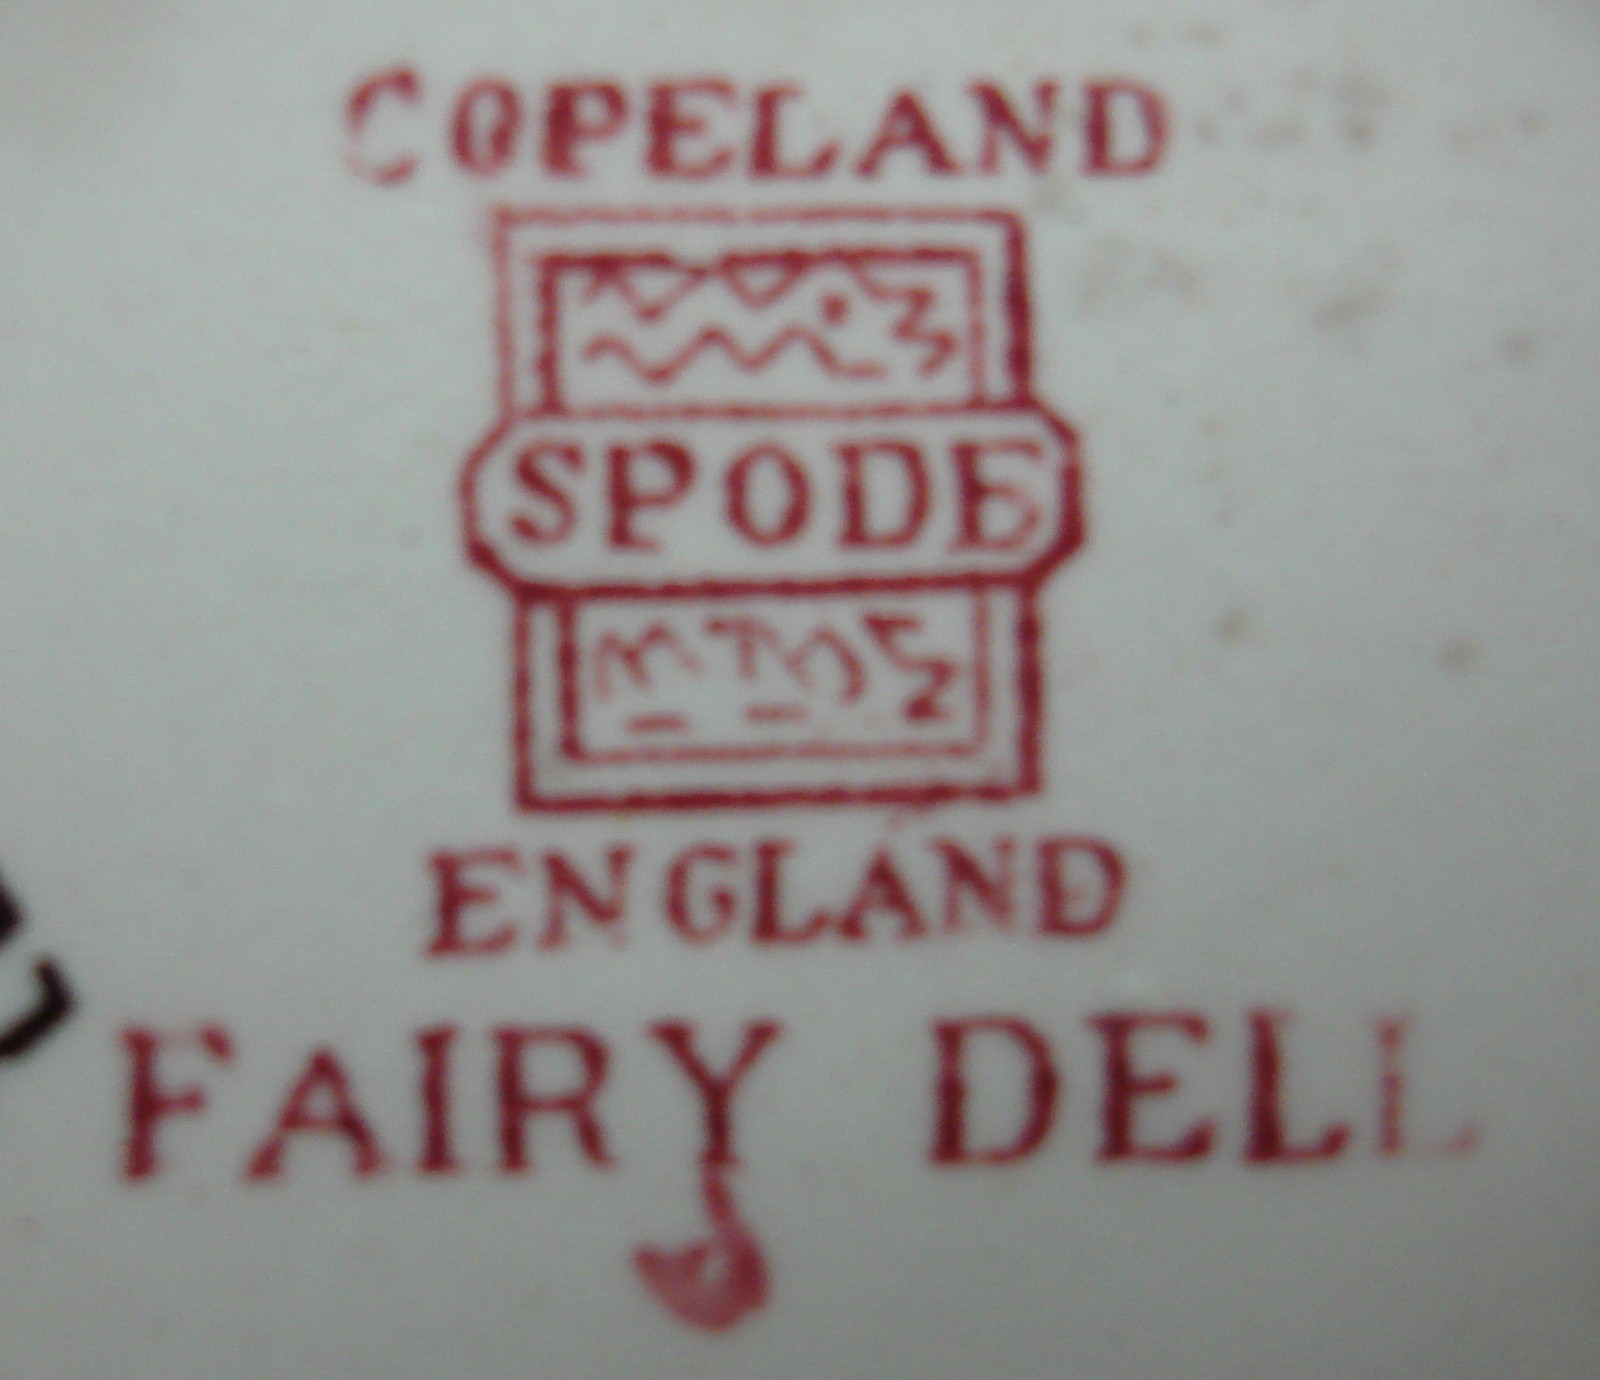 COPELAND
SPODE
ENGLAND
FAIRY DELL